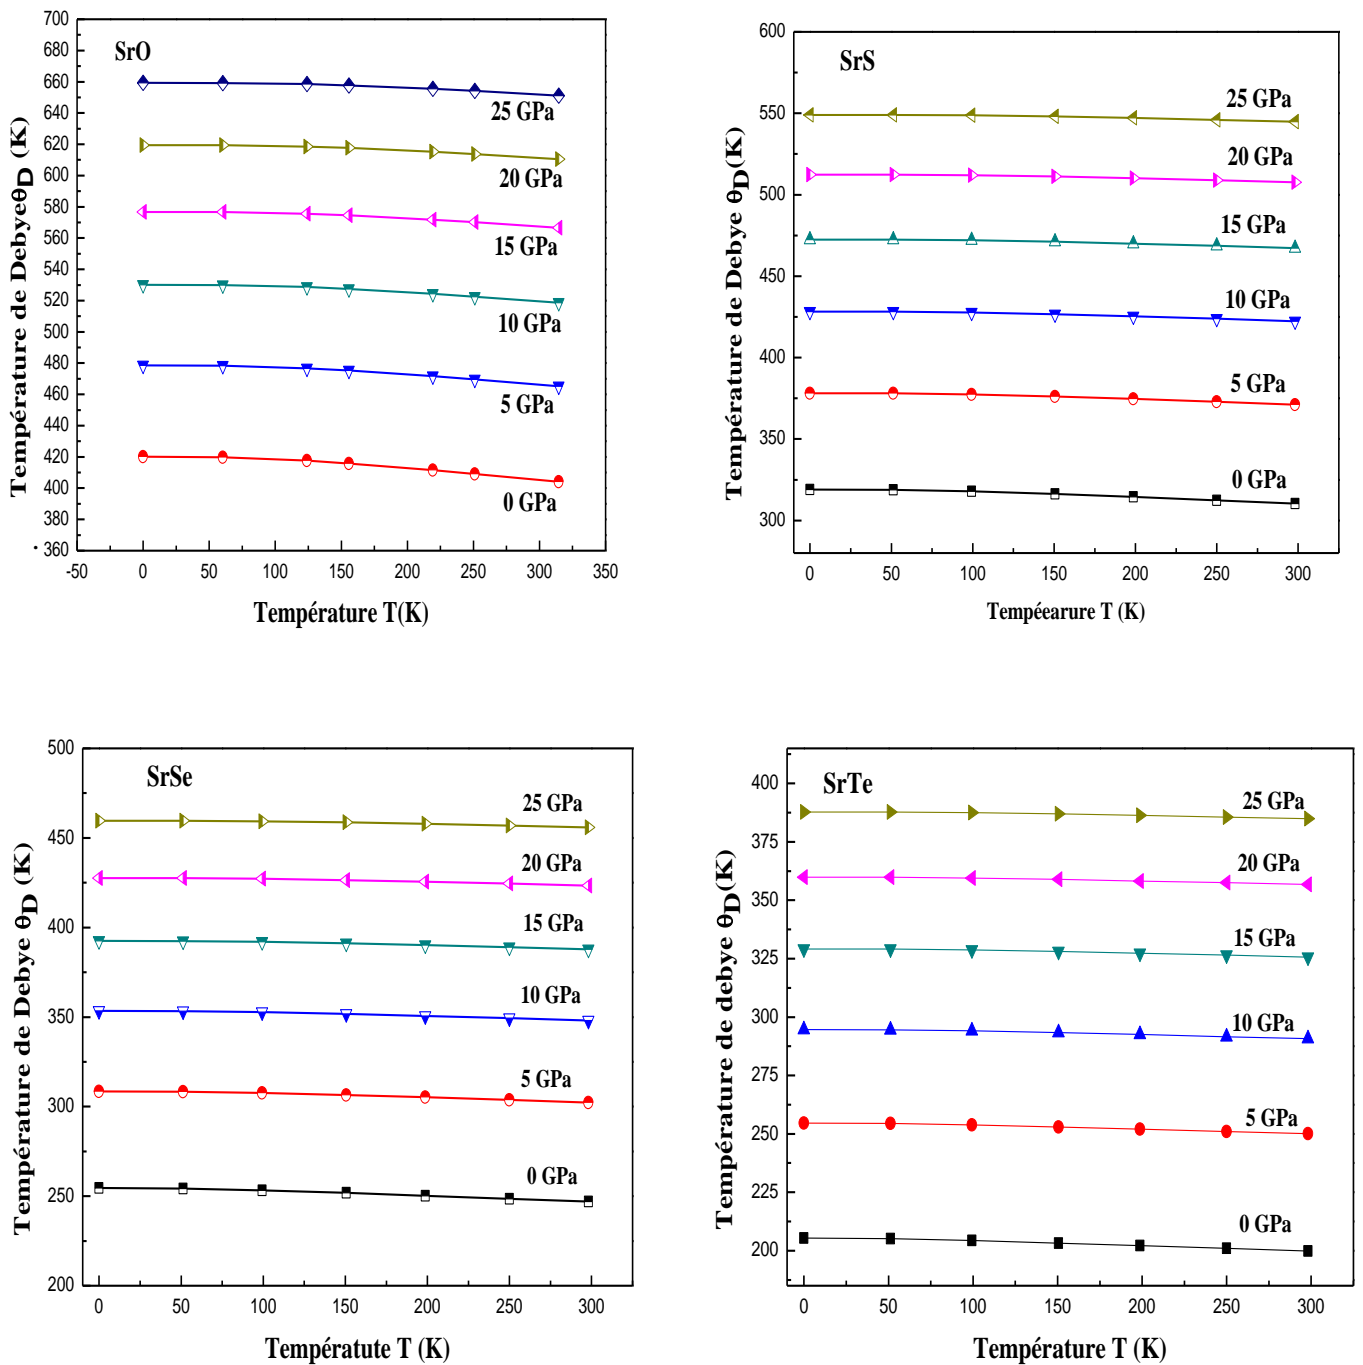 SrO
700
680
660
640
620
600
580
560
540
520
500
480
460
440
420
400
380
360
25 GPa
20 GPa
15 GPa
10 GPa
5 GPa
0 GPa
-50 0 50 100 150 200 250 300 350
Température de DebyeθD (K)
Température T(K)
SrS
600
550
500
450
400
350
300
25 GPa
20 GPa
15 GPa
10 GPa
5 GPa
0 GPa
0 50 100 150 200 250 300
Température de Debye θD(K)
Tempéearure T (K)
SrSe
500
450
400
350
300
250
200
25 GPa
20 GPa
15 GPa
10 GPa
5 GPa
0 GPa
0 50 100 150 200 250 300
Température de Debye θD (K)
Températute T (K)
SrTe
400
375
350
325
300
275
250
225
200
25 GPa
20 GPa
15 GPa
10 GPa
5 GPa
0 GPa
0 50 100 150 200 250 300
Température de debye θD(K)
Température T (K)